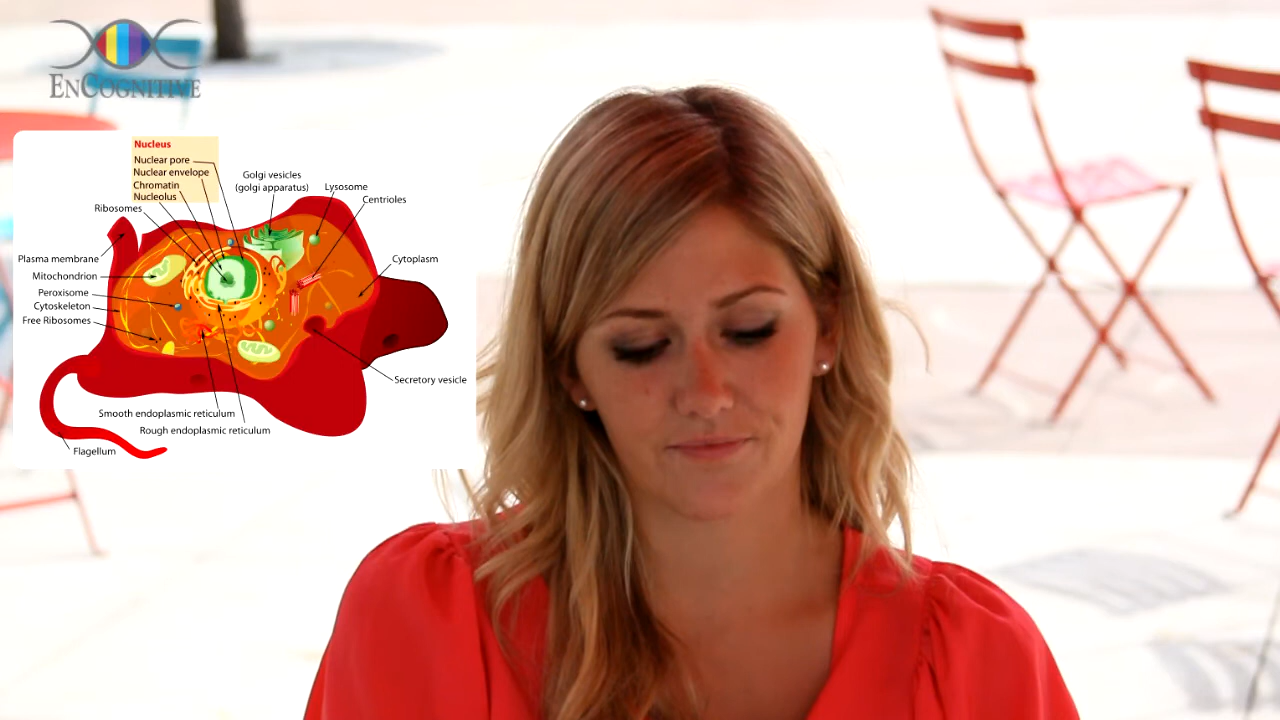 ENCOGNITIVE
Nucleus
Nuclear pore
Nuclear envelope
Chromatin
Nucleolus
Golgi vesicles
(golgi apparatus)
Lysosome
Centrioles
Ribosomes
Plasma membrane
Cytoplasm
Mitochondrion
Peroxisome
Cytoskeleton
Free Ribosomes
Secretory vesicle
Smooth endoplasmic reticulum
Rough endoplasmic reticulum
Flagellum